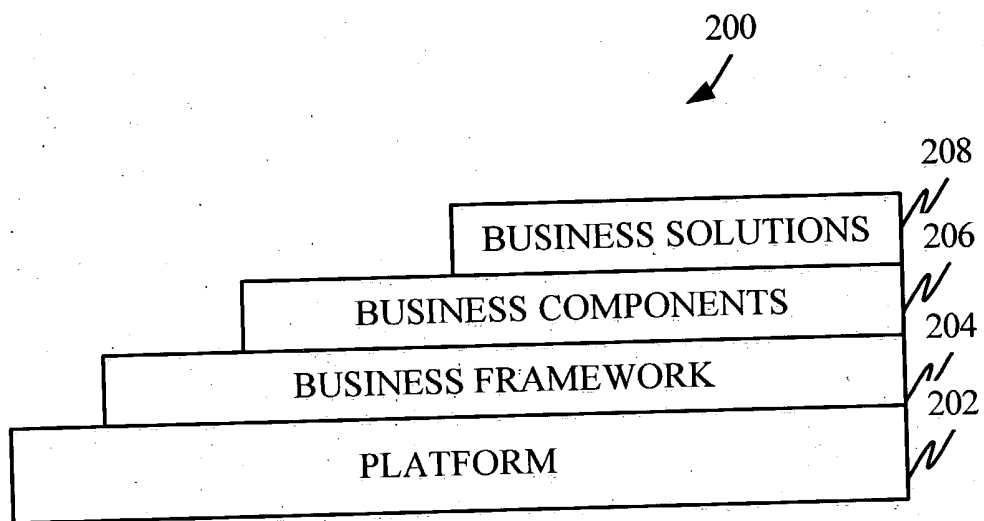 200
208
BUSINESS SOLUTIONS
206
BUSINESS COMPONENTS
204
BUSINESS FRAMEWORK
202
PLATFORM